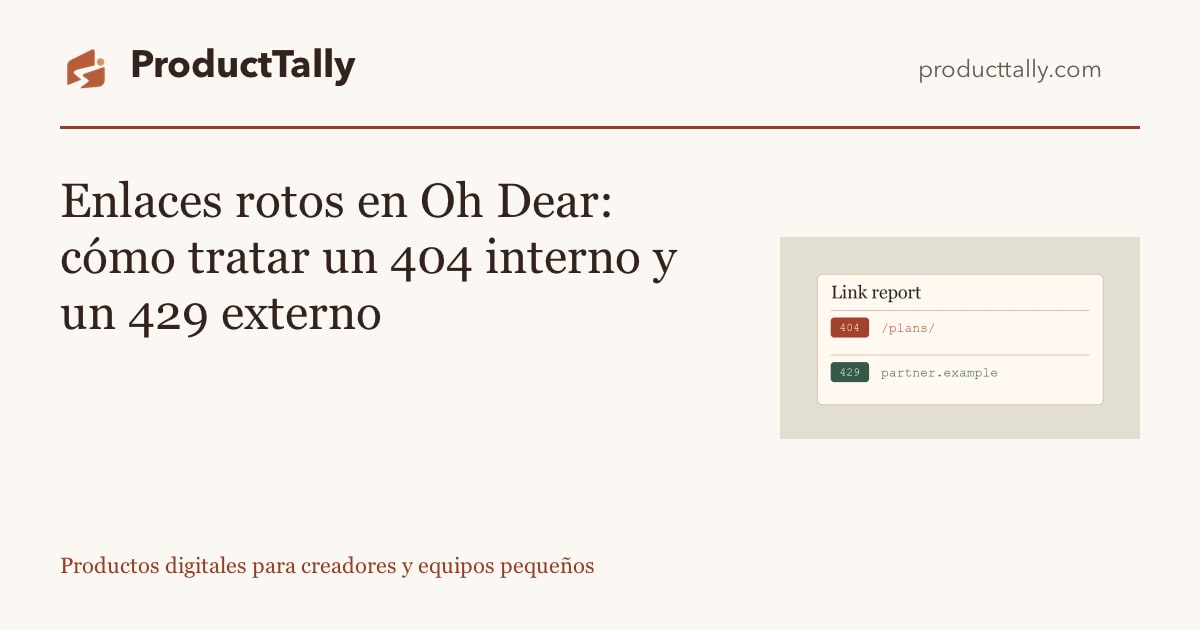 ProductTally
producttally.com
Enlaces rotos en Oh Dear:
cómo tratar un 404 interno y
un 429 externo
Link report
404 /plans/
429 partner.example
Productos digitales para creadores y equipos pequeños